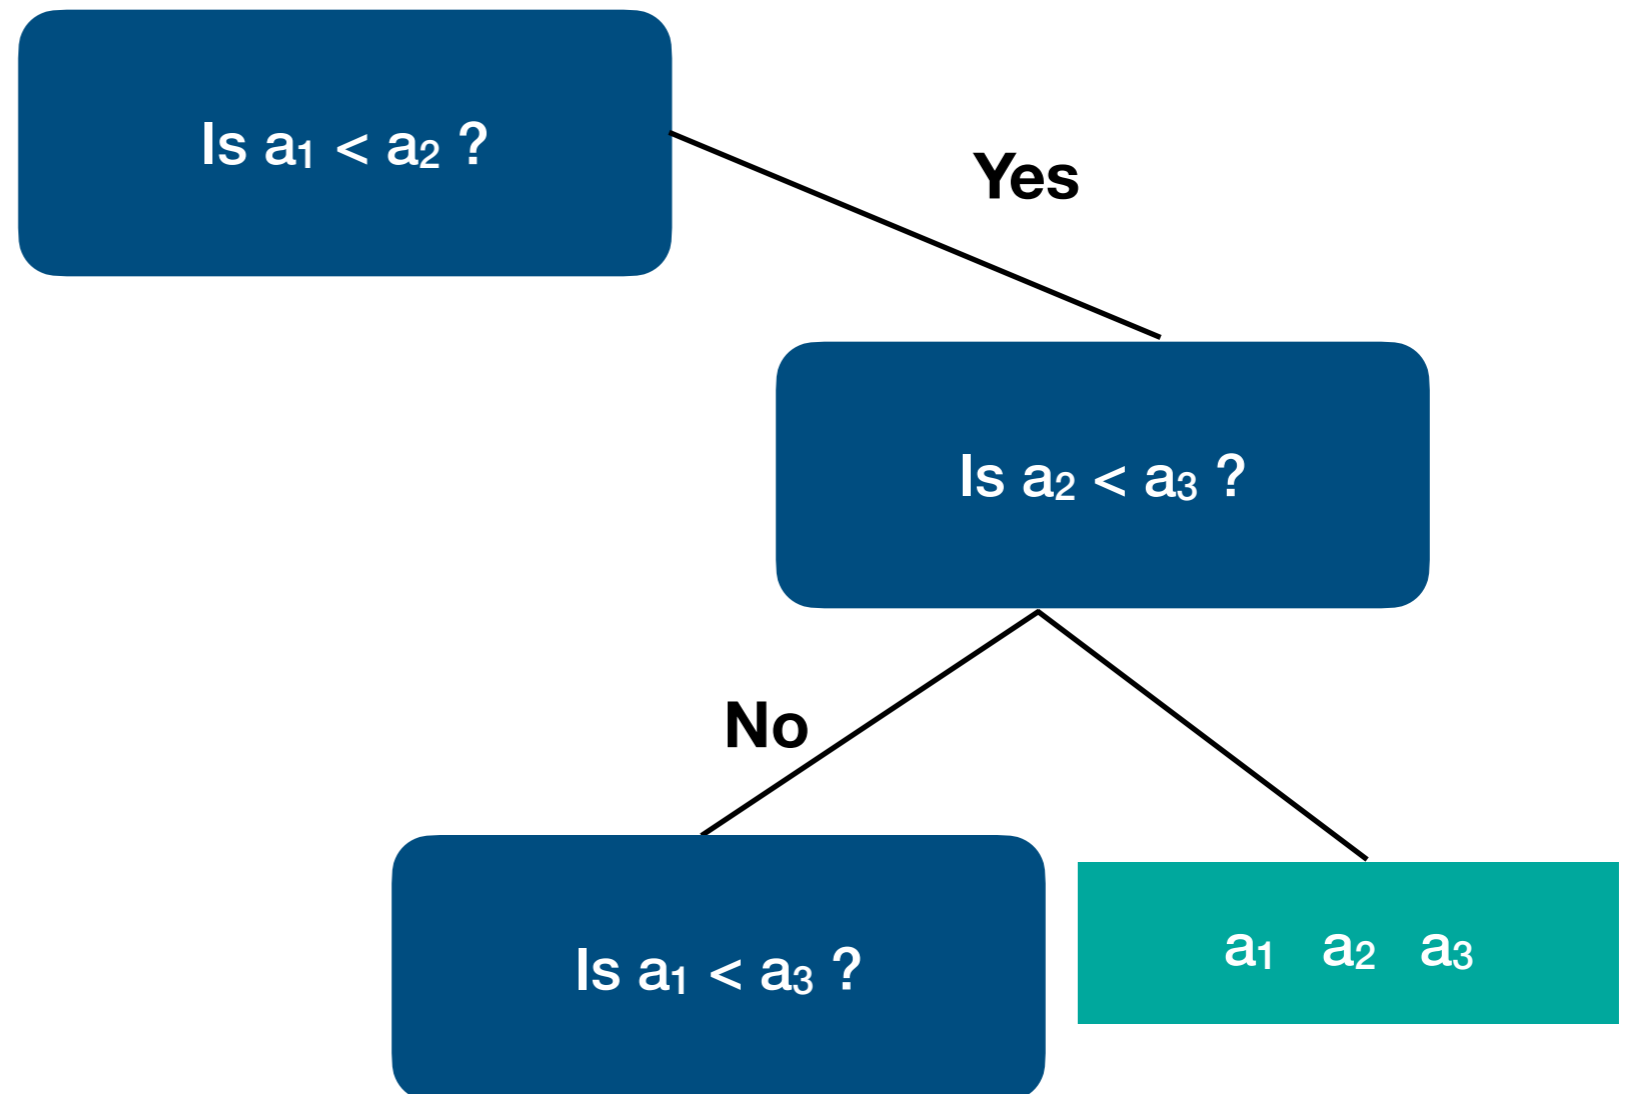 Is a₁ < a₂ ?
Yes
Is a₂ < a₃ ?
No
Is a₁ < a₃ ?
a₁ a₂ a₃